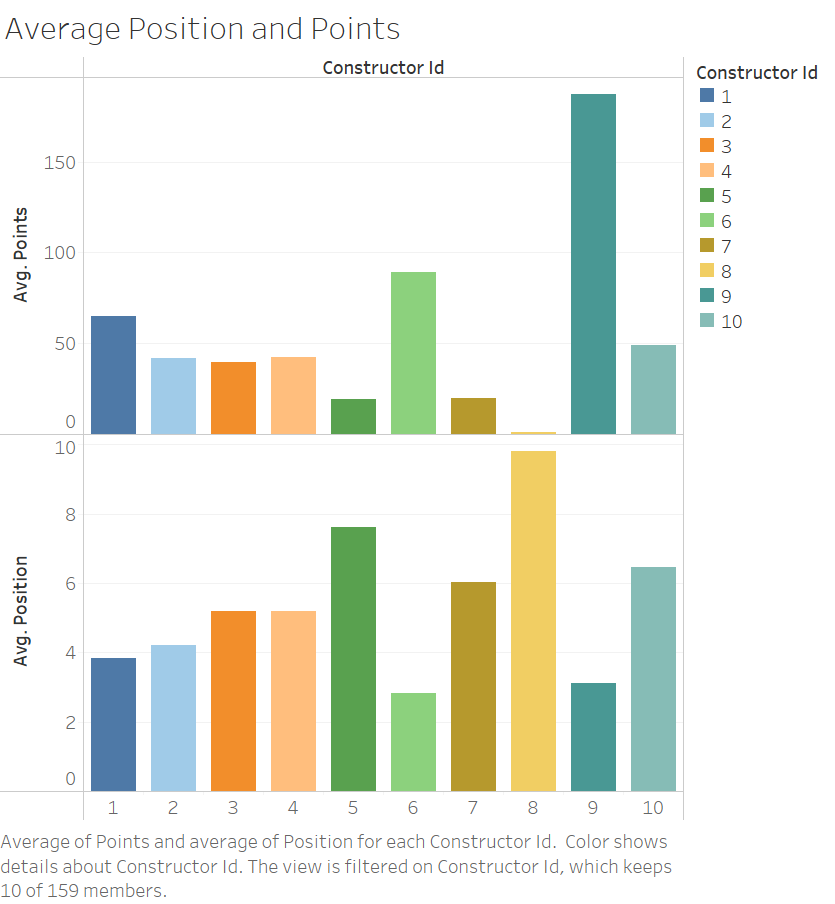 Average Position and Points
Constructor Id
Avg. Points
150
100
50
0
Avg. Position
10
8
6
4
2
0
1 2 3 4 5 6 7 8 9 10
Constructor Id
1
2
3
4
5
6
7
8
9
10
Average of Points and average of Position for each Constructor Id. Color shows
details about Constructor Id. The view is filtered on Constructor Id, which keeps
10 of 159 members.